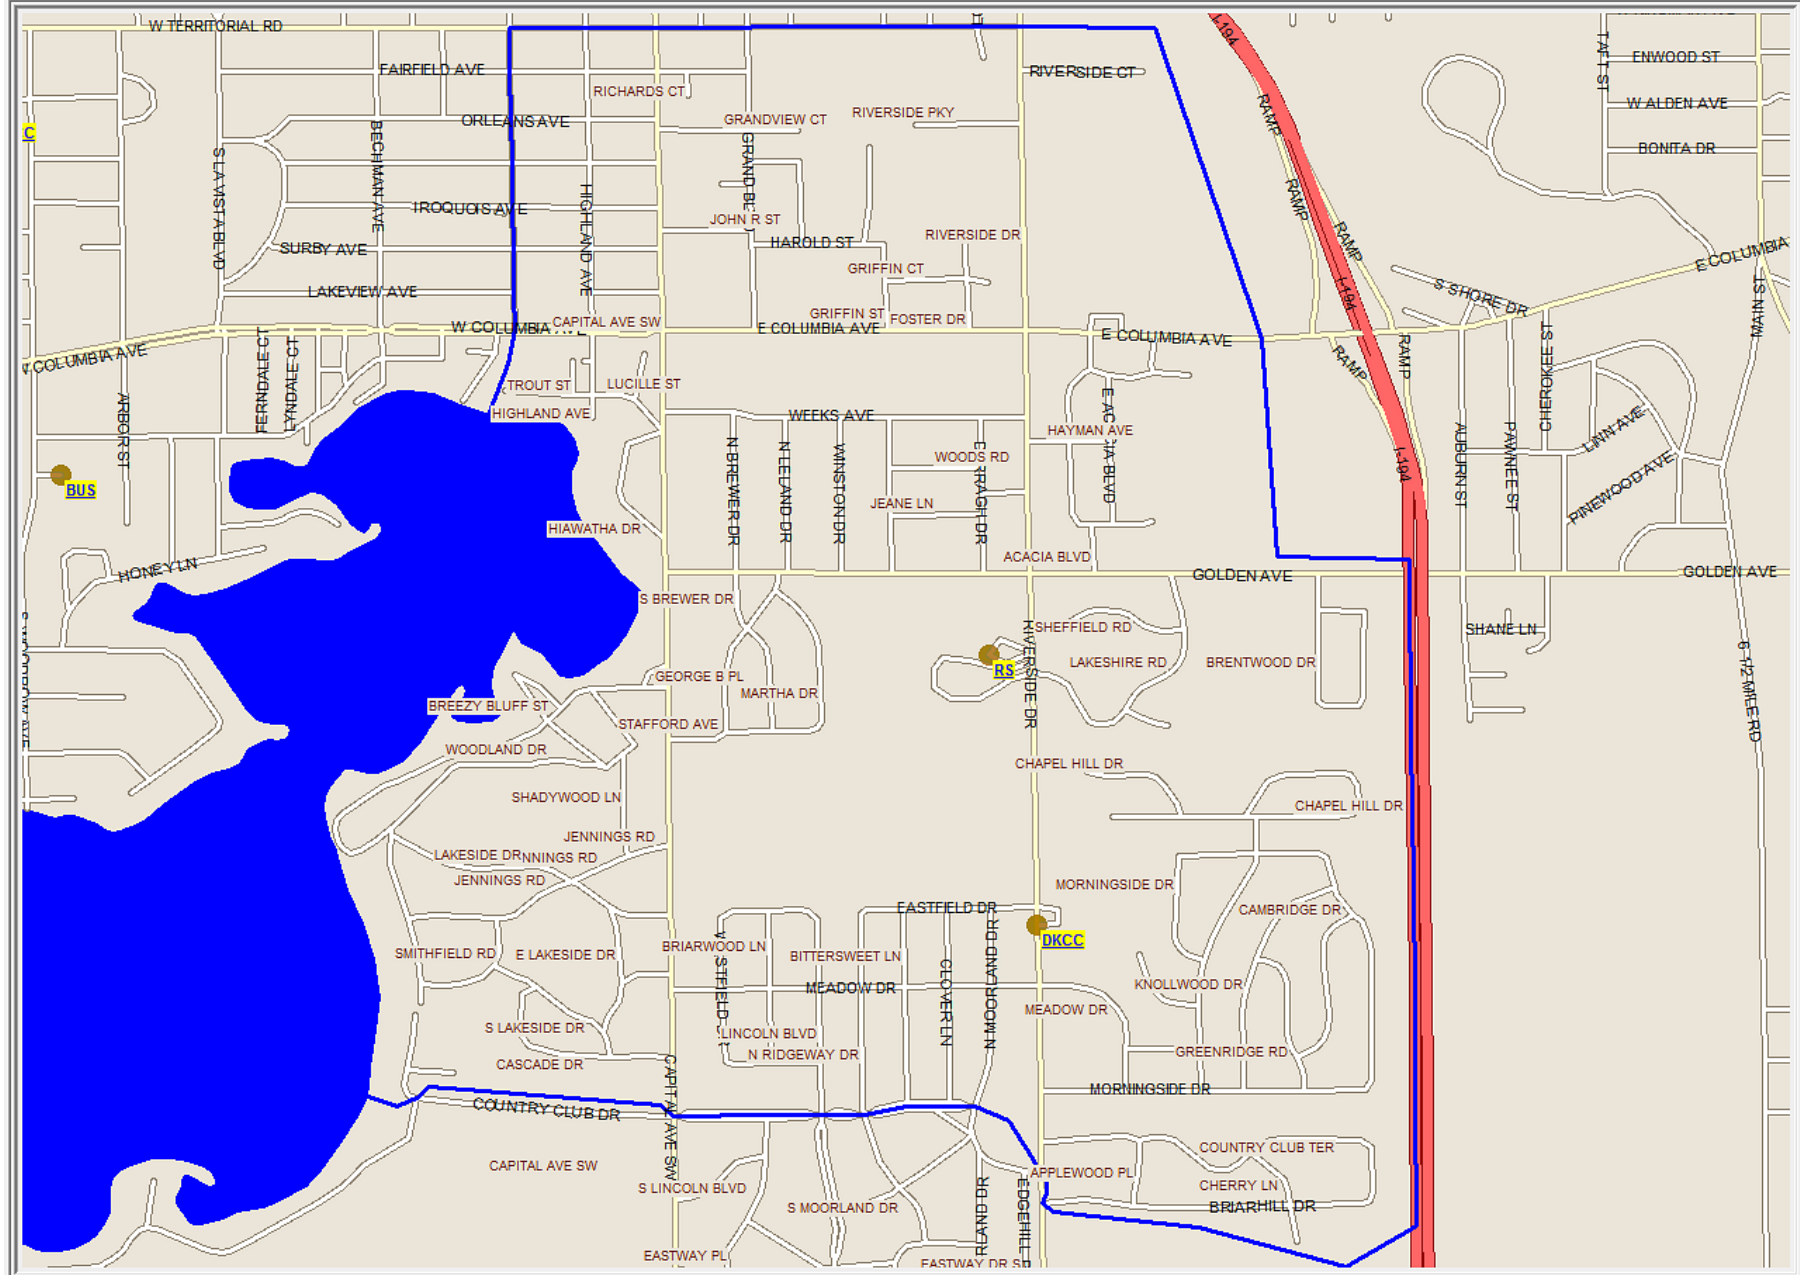 W TERRITORIAL RD
I-194
TAFT ST
ENWOOD ST
FAIRFIELD AVE
RIVERSIDE CT
RICHARDS CT
W ALDEN AVE
RAMP
ORLEANS AVE
GRANDVIEW CT
RIVERSIDE PKY
C
BECHMAN AVE
BONITA DR
S LA VISTA BLVD
HIGHLAND AVE
RAMP
IROQUOIS AVE
JOHN R ST
RIVERSIDE DR
RAMP
SURBY AVE
HAROLD ST
E COLUMBIA
GRIFFIN CT
LAKEVIEW AVE
I-194
S SHORE DR
MAIN ST
GRIFFIN ST
FOSTER DR
W COLUMBIA
CAPITAL AVE SW
E COLUMBIA AVE
E COLUMBIA AVE
W COLUMBIA AVE
FERNDALE CT
LYNDALE CT
RAMP
RAMP
CHEROKEE ST
TROUT ST
LUCILLE ST
ARBOR ST
HIGHLAND AVE
WEEKS AVE
HAYMAN AVE
LINN AVE
N BREWER DR
N LELAND DR
WINSTON DR
WOODS RD
I-194
AUBURN ST
PAWNEE ST
PINEWOOD AVE
BUS
JEANE LN
HIAWATHA DR
ACACIA BLVD
HONEY LN
GOLDEN AVE
GOLDEN AVE
S BREWER DR
SHEFFIELD RD
SHANE LN
RIVERSIDE DR
RS
LAKESHIRE RD
BRENTWOOD DR
GEORGE B PL
MARTHA DR
6 1/2 MILE RD
BREEZY BLUFF ST
STAFFORD AVE
WOODLAND DR
CHAPEL HILL DR
SHADYWOOD LN
CHAPEL HILL DR
JENNINGS RD
LAKESIDE DR
NNINGS RD
JENNINGS RD
MORNINGSIDE DR
EASTFIELD DR
CAMBRIDGE DR
DKCC
BRIARWOOD LN
SMITHFIELD RD
E LAKESIDE DR
BITTERSWEET LN
N MOORLAND DR
CLOVER LN
KNOLLWOOD DR
MEADOW DR
MEADOW DR
S LAKESIDE DR
LINCOLN BLVD
N RIDGEWAY DR
GREENRIDGE RD
CASCADE DR
MORNINGSIDE DR
CAPITAL AVE SW
COUNTRY CLUB DR
COUNTRY CLUB TER
CAPITAL AVE SW
APPLEWOOD PL
S LINCOLN BLVD
CHERRY LN
S MOORLAND DR
BRIARHILL DR
RLAND DR
EDGEHILL
EASTWAY PL
EASTWAY DR